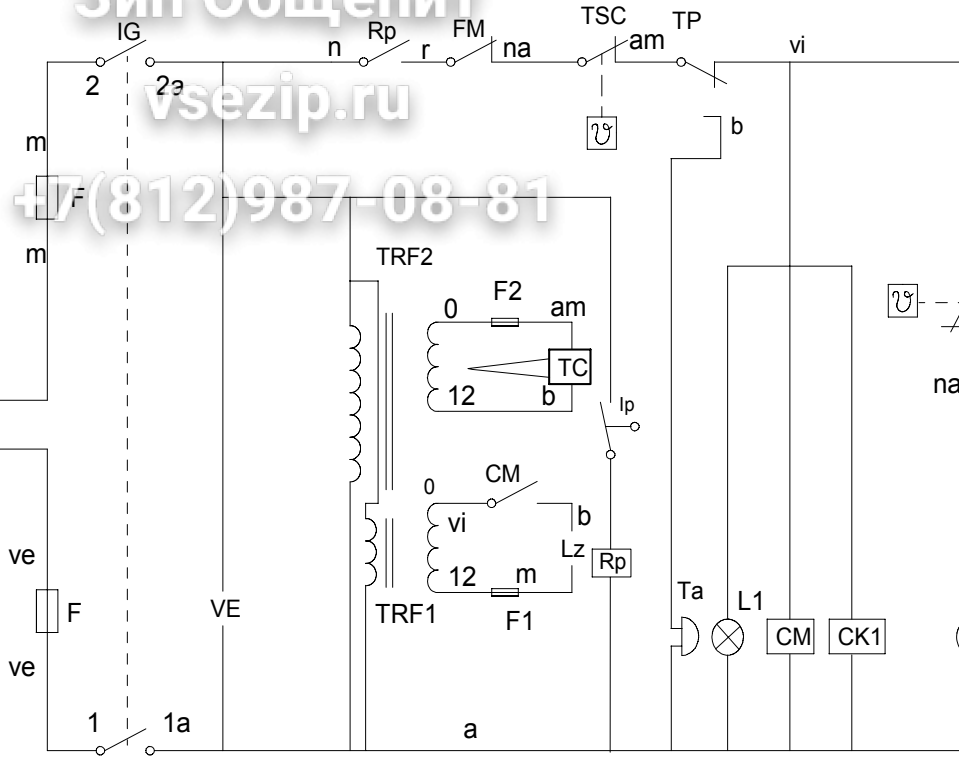 Зип Общепит
IG
n
Rp
r
FM
na
TSC
am
TP
vi
2
2a
vsezip.ru
m
b
F
+7(812)987-08-81
m
TRF2
0
F2
am
TC
12
b
na
Ip
CM
0
vi
b
ve
Lz
Rp
12
m
F
VE
TRF1
F1
Ta
L1
CM
CK1
ve
1
1a
a